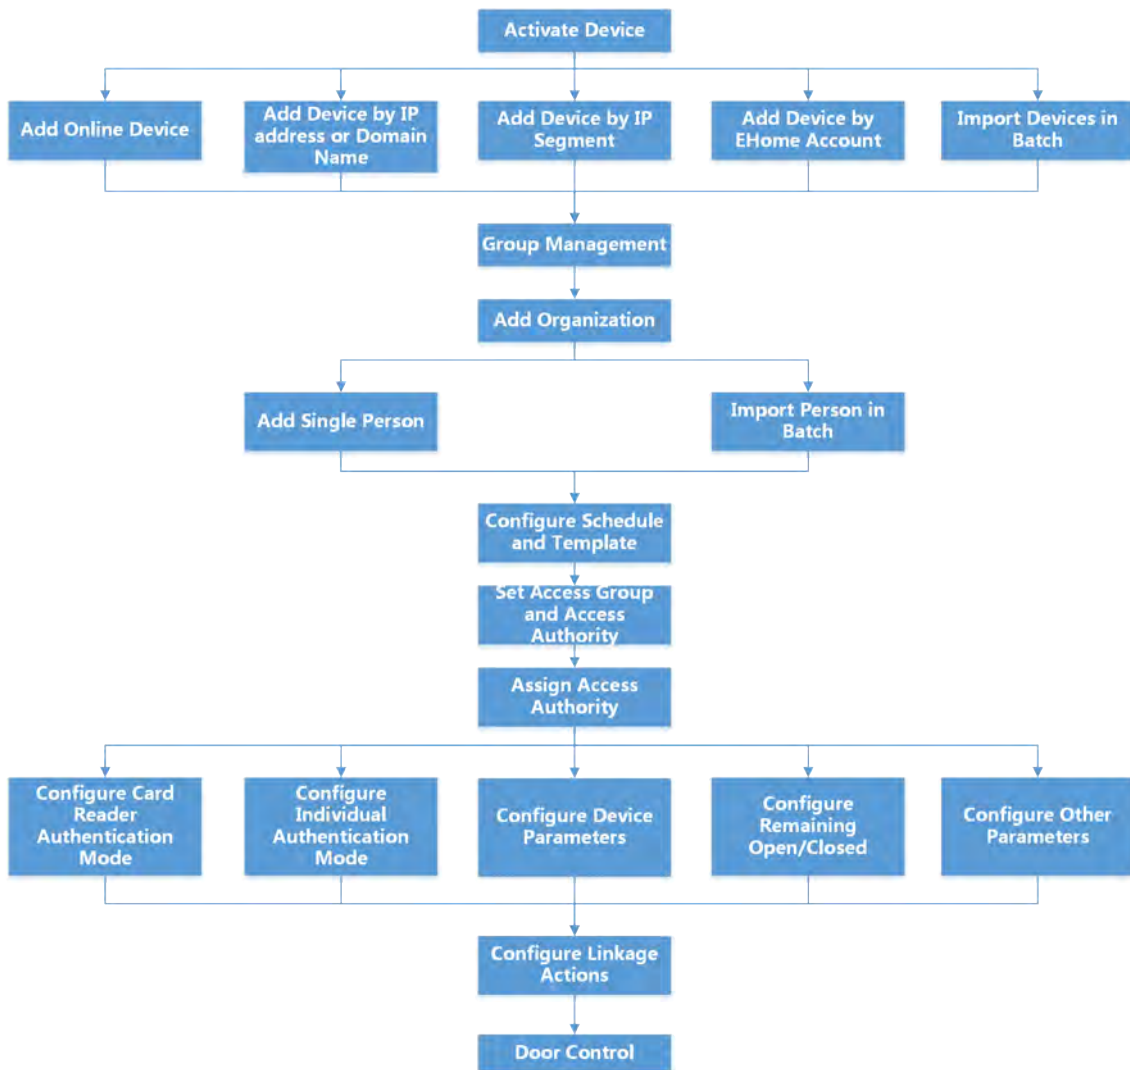 Activate Device
Add Online Device
Add Device by IP
address or Domain
Name
Add Device by IP
Segment
Add Device by
EHome Account
Import Devices in
Batch
Group Management
Add Organization
Add Single Person
Import Person in
Batch
Configure Schedule
and Template
Set Access Group
and Access
Authority
Assign Access
Authority
Configure Card
Reader
Authentication
Mode
Configure
Individual
Authentication
Mode
Configure Device
Parameters
Configure
Remaining
Open/Closed
Configure Other
Parameters
Configure Linkage
Actions
Door Control